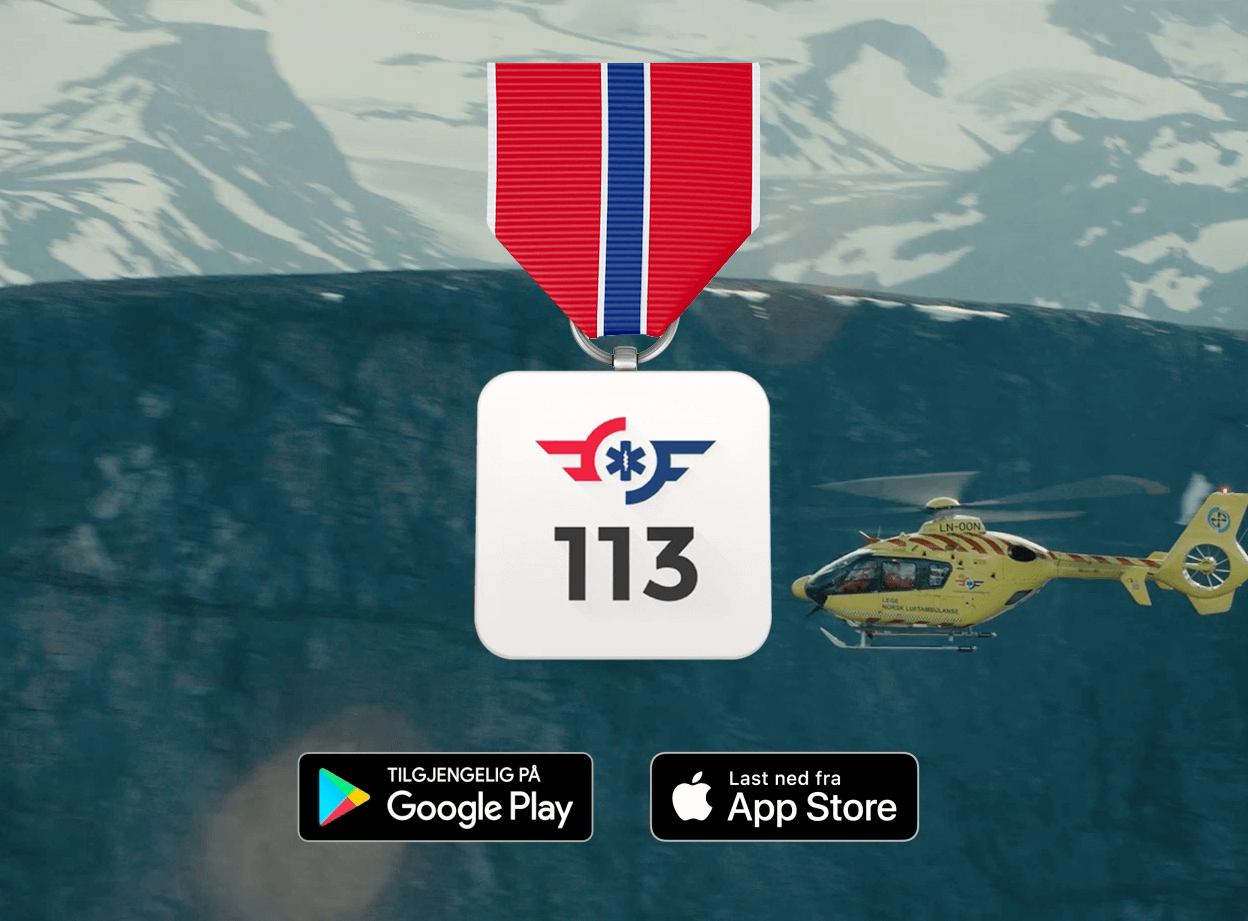 113
LN-OON
LEGE
NORSK LUFTAMBULANSE
TILGJENGELIG PÅ
Google Play
Last ned fra
App Store